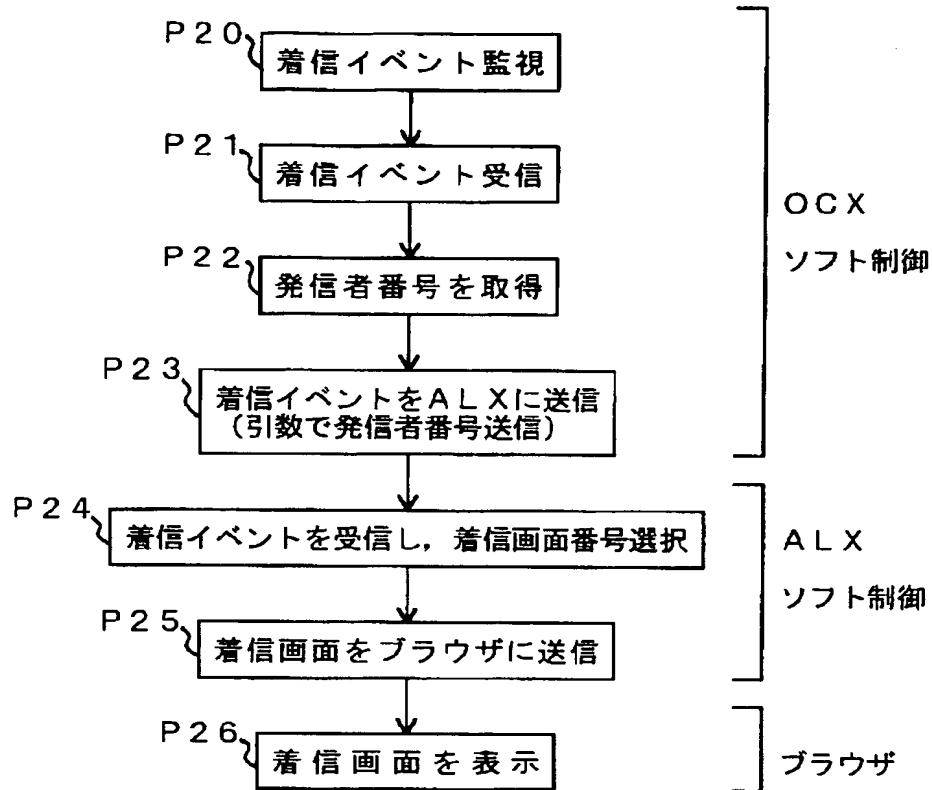 P20
着信イベント監視
P21
着信イベント受信
P22
発信者番号を取得
P23
着信イベントをALXに送信
(引数で発信者番号送信)
OCX
ソフト制御
P24
着信イベントを受信し,着信画面番号選択
P25
着信画面をブラウザに送信
ALX
ソフト制御
P26
着信画面を表示
ブラウザ